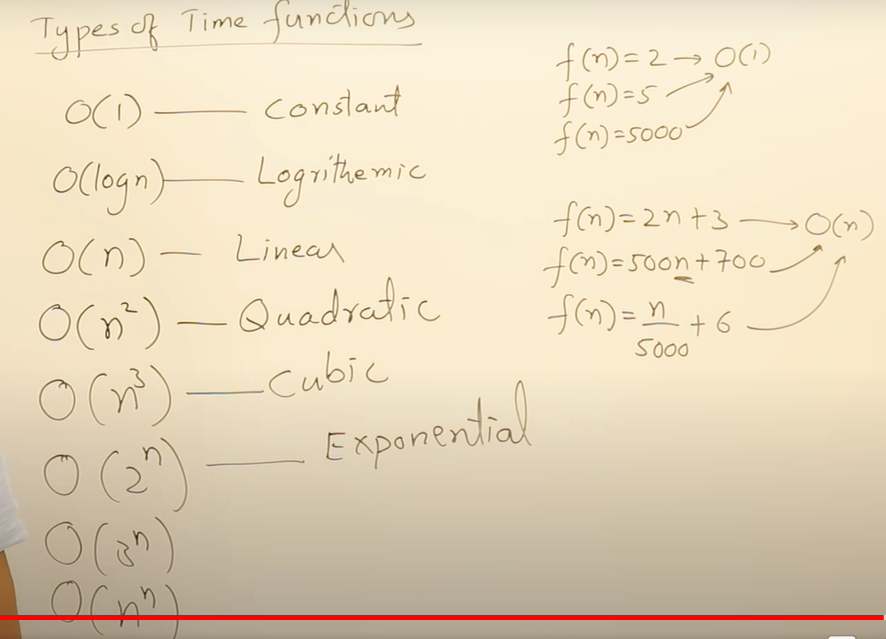 Types of Time functions
O(1) — Constant
O(logn) — Logrithemic
O(n) — Linear
O(n²) — Quadratic
O(n³) — Cubic
O(2ⁿ) — Exponential
O(3ⁿ)
O(nⁿ)
f(n)=2 → O(1)
f(n)=5
f(n)=5000
f(n)=2n+3 → O(n)
f(n)=500n+700
f(n)=n/5000+6